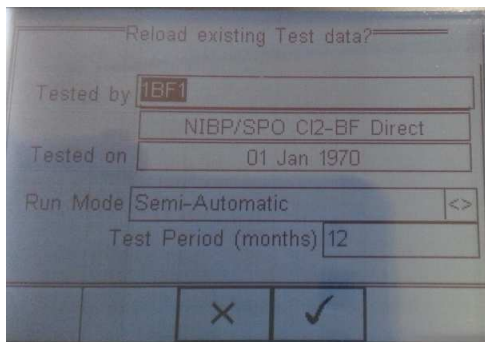 Reload existing Test data?
Tested by 1BF1
NIBP/SPO Cl2-BF Direct
Tested on 01 Jan 1970
Run Mode Semi-Automatic <>
Test Period (months) 12